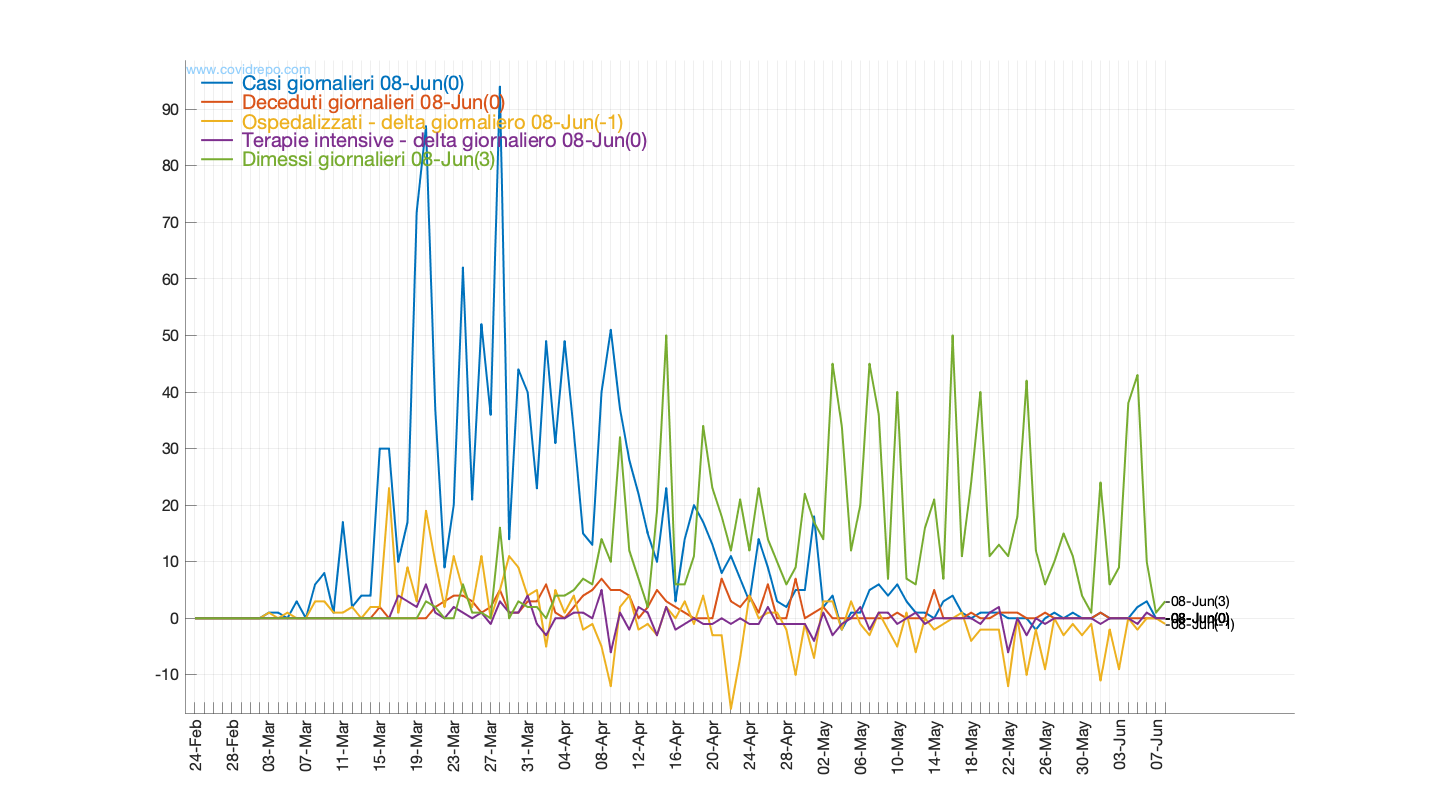 www.covidrepo.com
Casi giornalieri 08-Jun(0)
Deceduti giornalieri 08-Jun(0)
Ospedalizzati - delta giornaliero 08-Jun(-1)
Terapie intensive - delta giornaliero 08-Jun(0)
Dimessi giornalieri 08-Jun(3)
90
80
70
60
50
40
30
20
10
0
-10
08-Jun(3)
08-Jun(0)
08-Jun(-1)
24-Feb
28-Feb
03-Mar
07-Mar
11-Mar
15-Mar
19-Mar
23-Mar
27-Mar
31-Mar
04-Apr
08-Apr
12-Apr
16-Apr
20-Apr
24-Apr
28-Apr
02-May
06-May
10-May
14-May
18-May
22-May
26-May
30-May
03-Jun
07-Jun